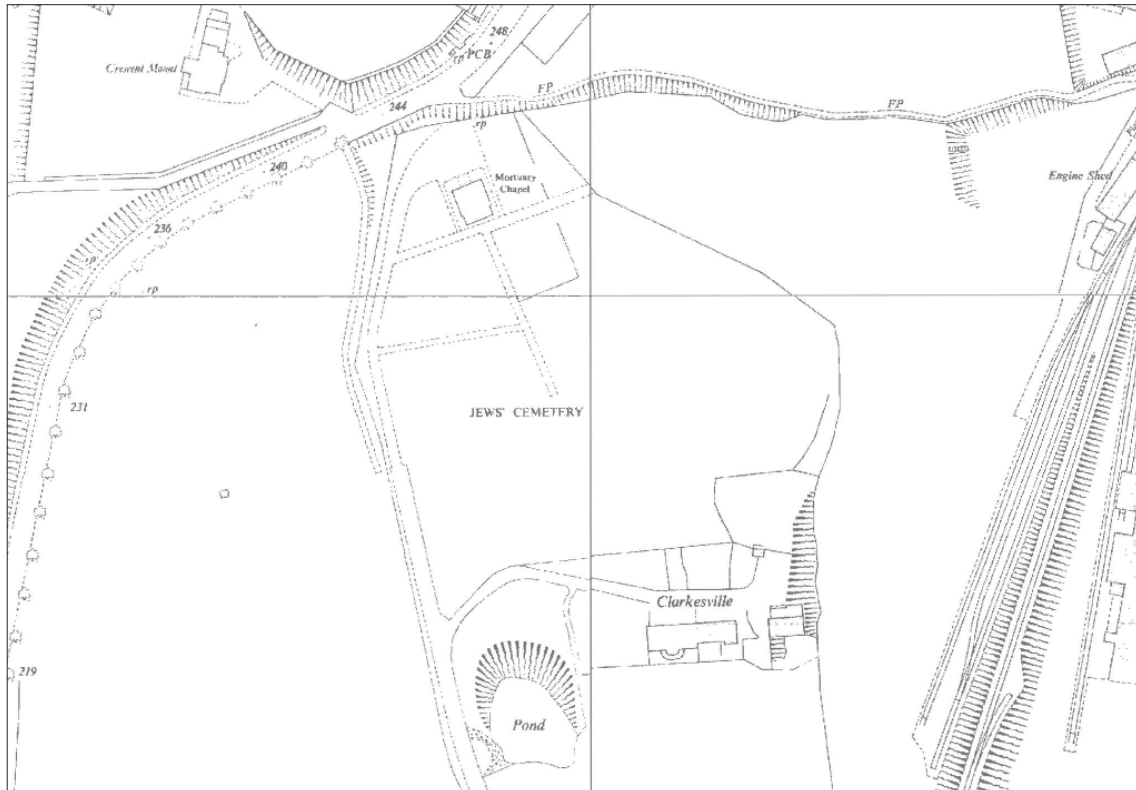 248
PCB
rp
Crescent Mount
FP
244
FP
rp
240
Mortuary
Chapel
Engine Shed
236
rp
rp
231
JEWS' CEMETERY
Clarkesville
219
Pond